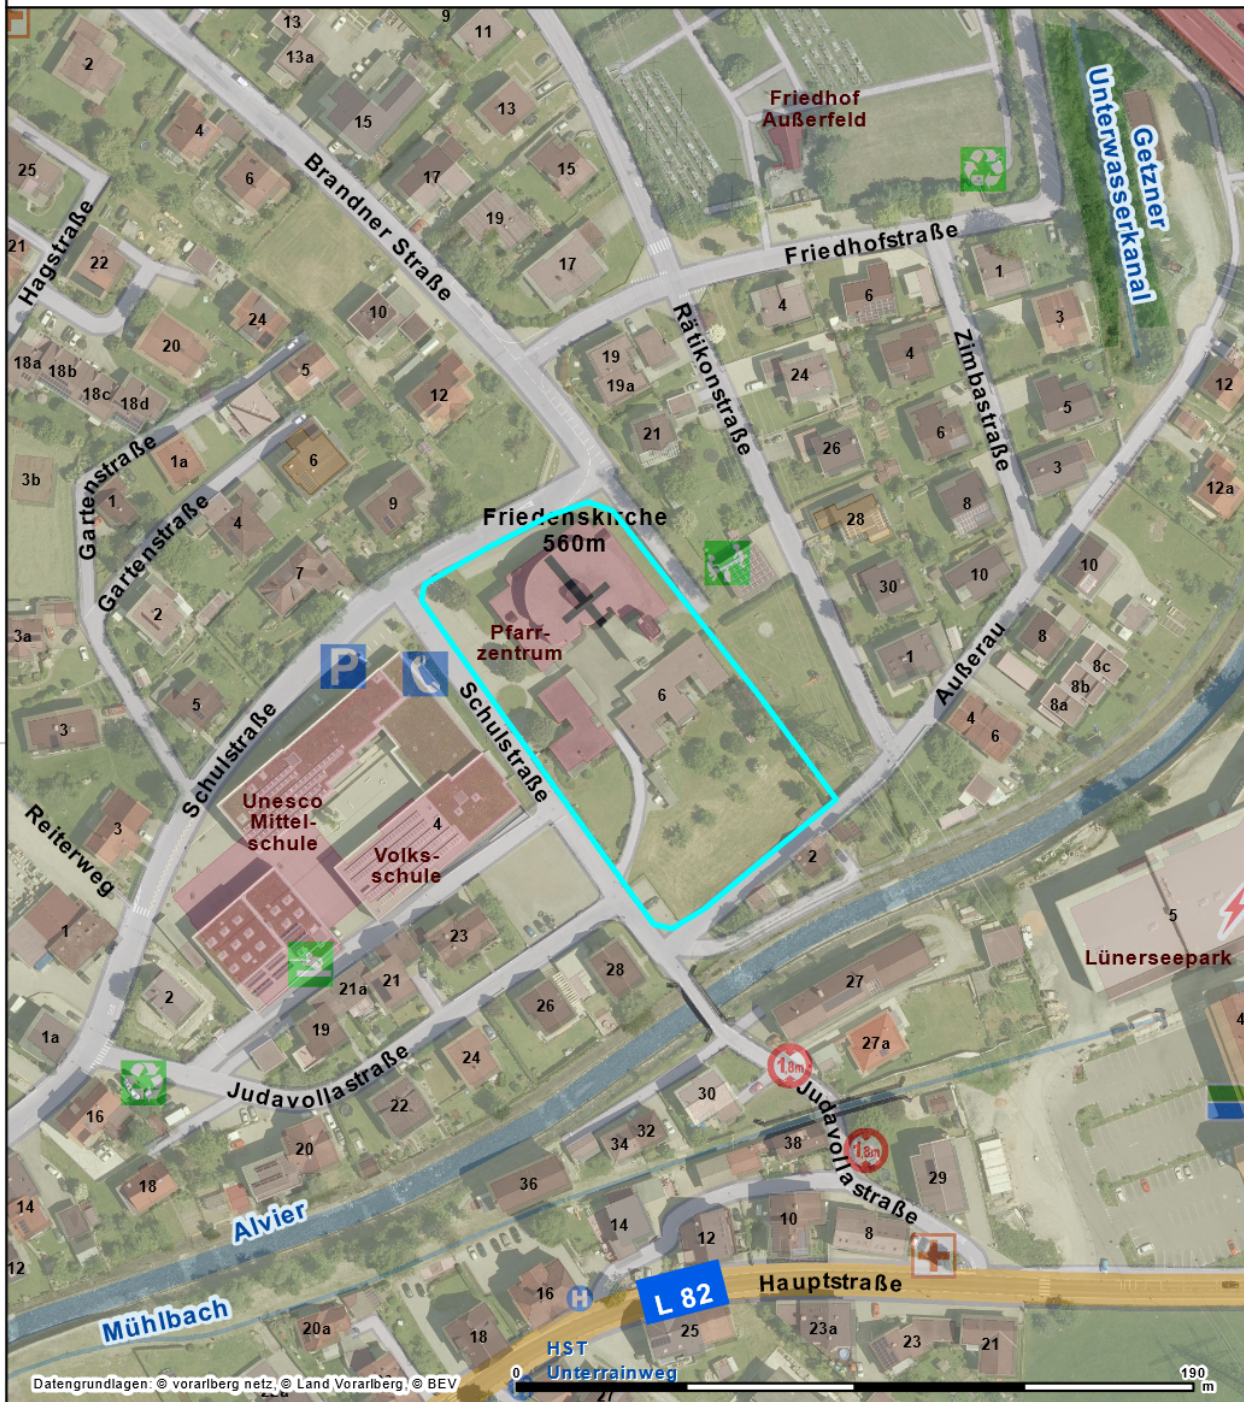 9
13
11
2
13a
Friedhof
Außerfeld
Unterwasserkanal
Getzner
13
15
4
Brandner Straße
15
25
17
6
19
Friedhofstraße
21
Hagstraße
22
17
1
6
4
3
10
24
Rätikonstraße
Zimbastraße
20
19
4
18a
18b
5
24
19a
12
18c
12
18d
5
21
6
26
Gartenstraße
1a
6
3
3b
12a
1
9
8
Gartenstraße
4
Friedenskirche
28
560m
10
10
7
30
2
Pfarr-
zentrum
3a
8
Außerau
1
8c
P
8b
5
Schulstraße
6
8a
4
3
6
Schulstraße
Unesco
Mittel-
schule
Reiterweg
3
4
Volks-
schule
2
5
1
23
Lünerseepark
28
21
27
21a
2
26
4
19
1a
27a
24
1,8m
Judavollastraße
30
22
16
32
34
38
Judavollastraße
1,8m
20
29
36
18
14
Alvier
14
10
12
8
12
Hauptstraße
16
H
L 82
Mühlbach
20a
25
23a
18
23
21
HST
Unterrainweg
0
190
m
27
Datengrundlagen: © vorarlberg netz, © Land Vorarlberg, © BEV